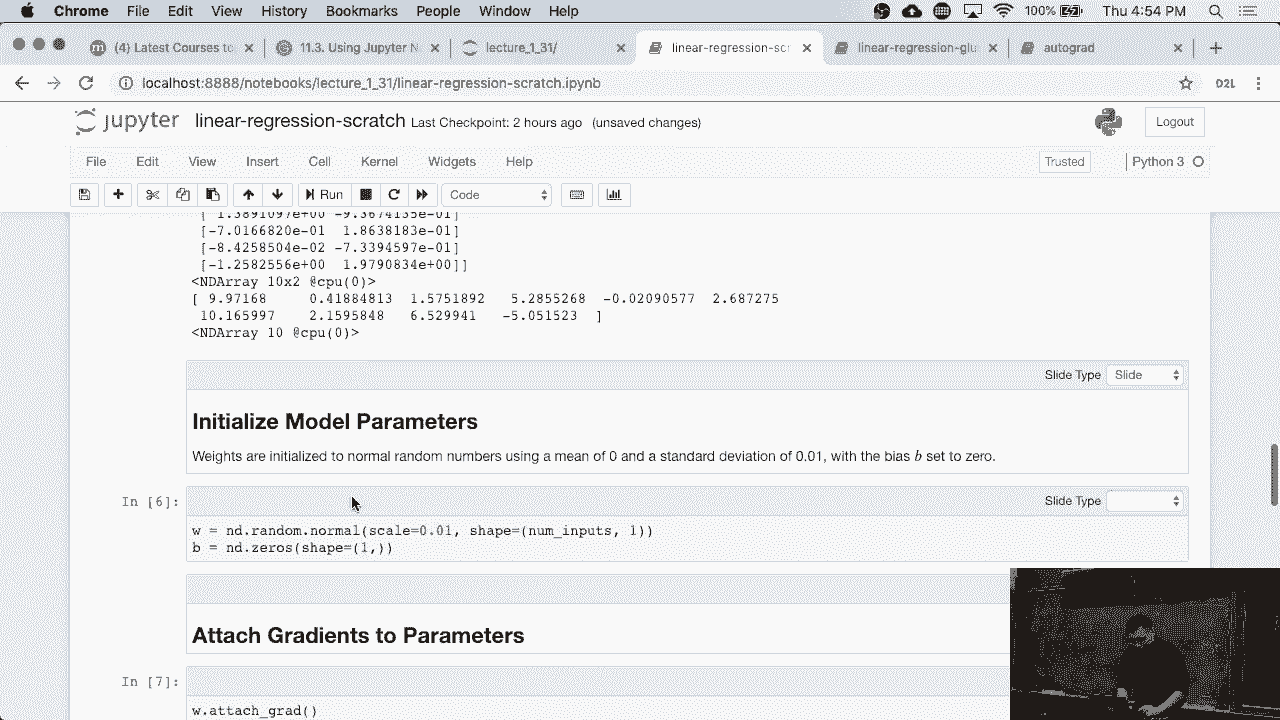 Chrome File Edit View History Bookmarks People Window Help 100% Thu 4:54 PM
(4) Latest Courses to 11.3. Using Jupyter N lecture_1_31/ linear-regression-scr linear-regression-glu autograd
localhost:8888/notebooks/lecture_1_31/linear-regression-scratch.ipynb D2L
jupyter linear-regression-scratch Last Checkpoint: 2 hours ago (unsaved changes) Logout
File Edit View Insert Cell Kernel Widgets Help Trusted Python 3
Run Code
[ 1.3891097e+00 -9.3674135e-01]
[-7.0166820e-01 1.8638183e-01]
[-8.4258504e-02 -7.3394597e-01]
[-1.2582556e+00 1.9790834e+00]]
<NDArray 10x2 @cpu(0)>
[ 9.97168 0.41884813 1.5751892 5.2855268 -0.02090577 2.687275
10.165997 2.1595848 6.529941 -5.051523 ]
<NDArray 10 @cpu(0)>
Slide Type Slide
Initialize Model Parameters
Weights are initialized to normal random numbers using a mean of 0 and a standard deviation of 0.01, with the bias b set to zero.
In [6]: Slide Type
w = nd.random.normal(scale=0.01, shape=(num_inputs, 1))
b = nd.zeros(shape=(1,))
Attach Gradients to Parameters
In [7]:
w.attach_grad()